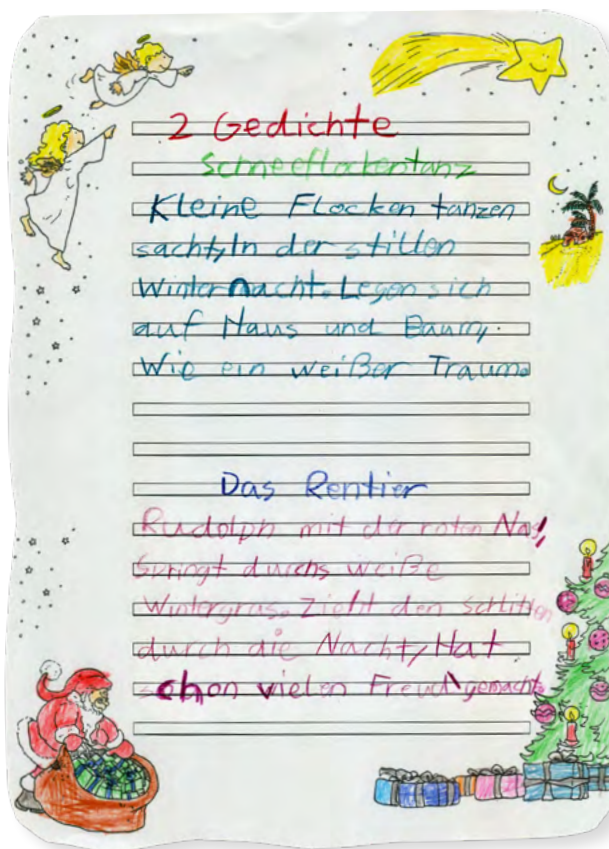 2 Gedichte
Schneeflockentanz
Kleine Flocken tanzen
sacht, In der stillen
Winternacht. Legen sich
auf Haus und Baum,
Wie ein weißer Traum.
Das Rentier
Rudolph mit der roten Nas,
Springt durchs weiße
Wintergras. Zieht den Schlitten
durch die Nacht, Hat
schon vielen Freud' gemacht.